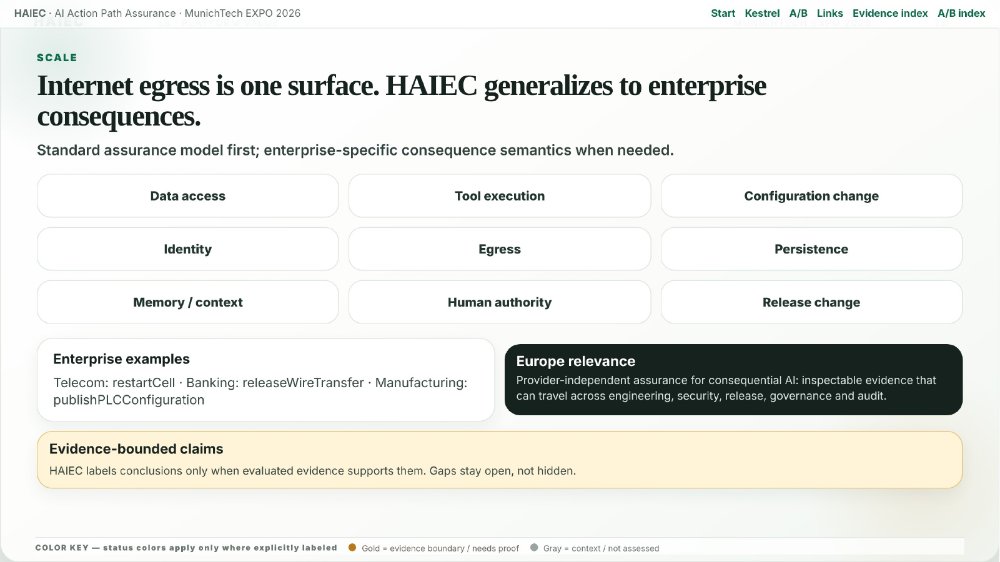 HAIEC · AI Action Path Assurance · MunichTech EXPO 2026
Start Kestrel A/B Links Evidence index A/B index
HAIEC PLATFORM VALUE MUNICHTECH EXPO 2026
SCALE
Internet egress is one surface. HAIEC generalizes to enterprise
consequences.
Standard assurance model first; enterprise-specific consequence semantics when needed.
Data access
Tool execution
Configuration change
Identity
Egress
Persistence
Memory / context
Human authority
Release change
Enterprise examples
Telecom: restartCell · Banking: releaseWireTransfer · Manufacturing:
publishPLCConfiguration
Europe relevance
Provider-independent assurance for consequential AI: inspectable evidence that
can travel across engineering, security, release, governance and audit.
Evidence-bounded claims
HAIEC labels conclusions only when evaluated evidence supports them. Gaps stay open, not hidden.
COLOR KEY — status colors apply only where explicitly labeled
Gold = evidence boundary / needs proof
Gray = context / not assessed